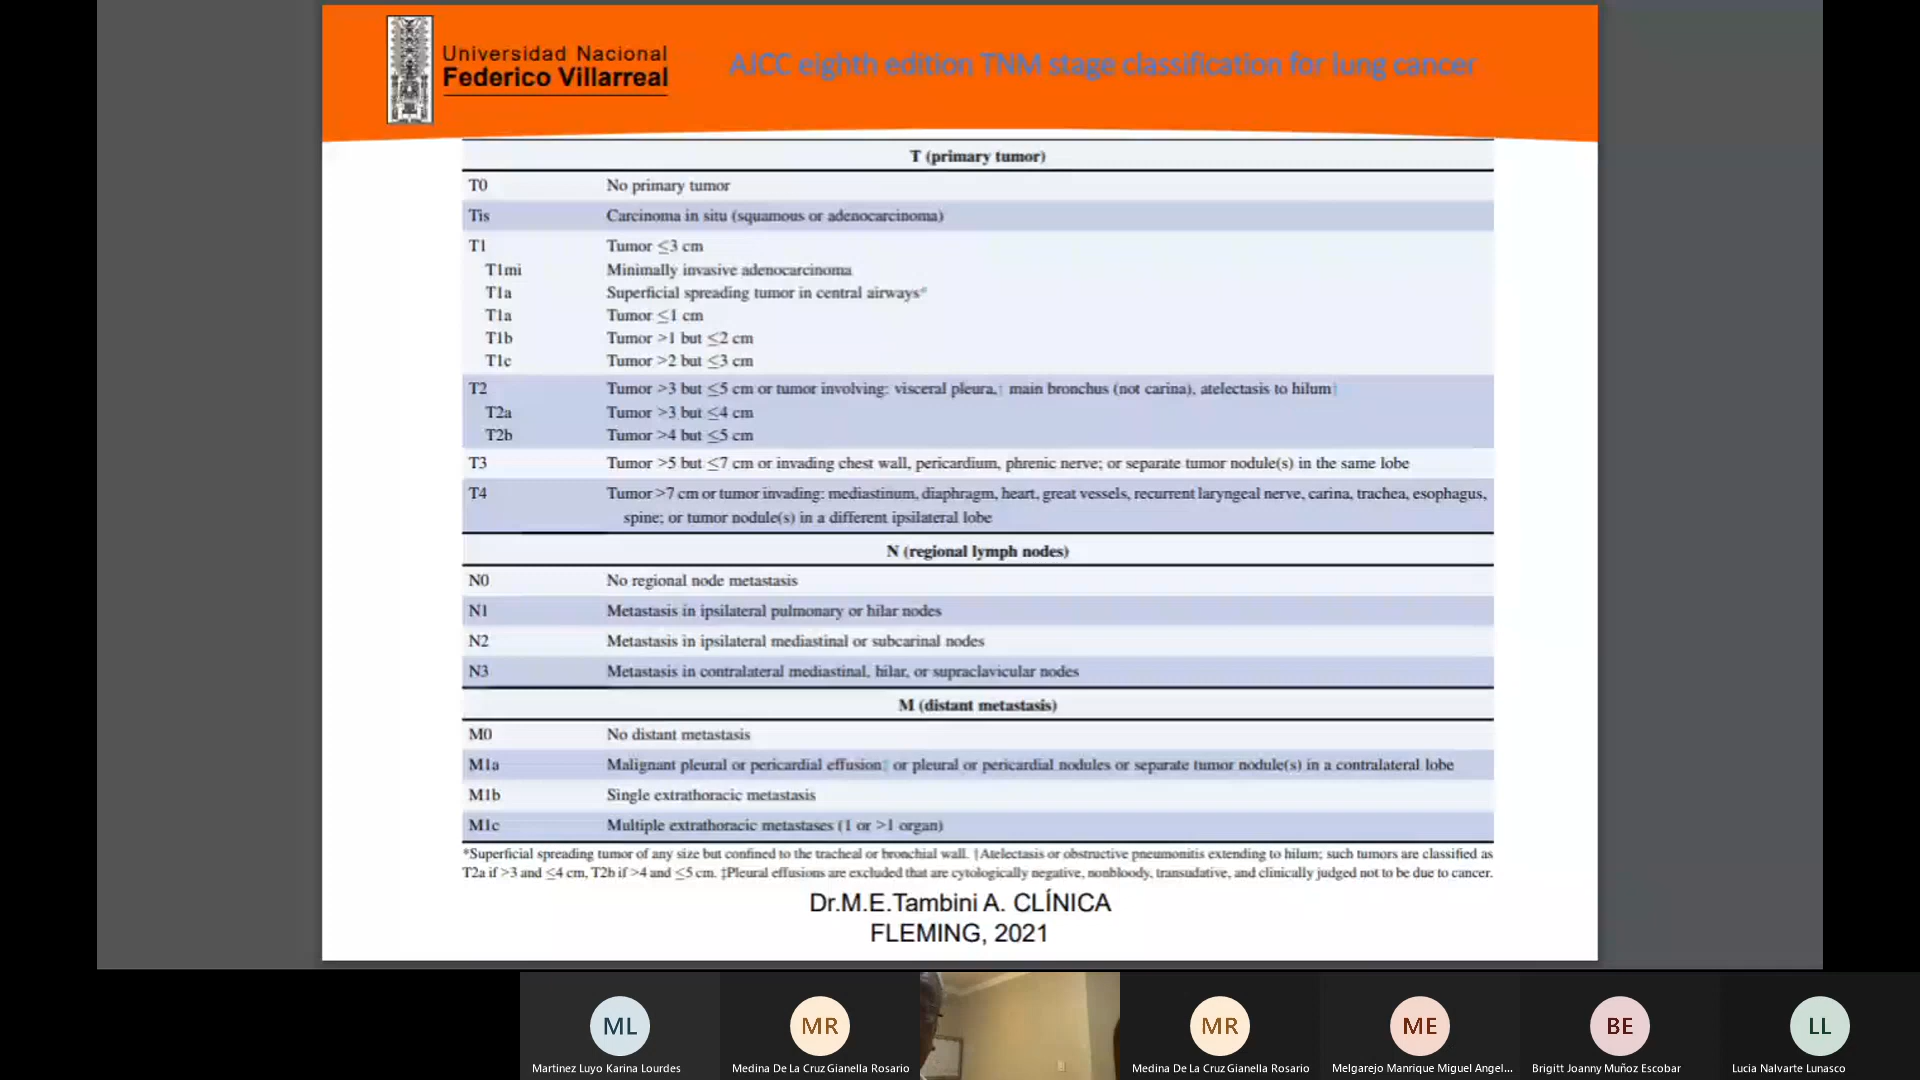 Universidad Nacional
Federico Villarreal
AJCC eighth edition TNM stage classification for lung cancer
T (primary tumor)
T0 No primary tumor
Tis Carcinoma in situ (squamous or adenocarcinoma)
T1 Tumor ≤3 cm
T1mi Minimally invasive adenocarcinoma
T1a Superficial spreading tumor in central airways*
T1a Tumor ≤1 cm
T1b Tumor >1 but ≤2 cm
T1c Tumor >2 but ≤3 cm
T2 Tumor >3 but ≤5 cm or tumor involving: visceral pleura,† main bronchus (not carina), atelectasis to hilum†
T2a Tumor >3 but ≤4 cm
T2b Tumor >4 but ≤5 cm
T3 Tumor >5 but ≤7 cm or invading chest wall, pericardium, phrenic nerve; or separate tumor nodule(s) in the same lobe
T4 Tumor >7 cm or tumor invading: mediastinum, diaphragm, heart, great vessels, recurrent laryngeal nerve, carina, trachea, esophagus,
spine; or tumor nodule(s) in a different ipsilateral lobe
N (regional lymph nodes)
N0 No regional node metastasis
N1 Metastasis in ipsilateral pulmonary or hilar nodes
N2 Metastasis in ipsilateral mediastinal or subcarinal nodes
N3 Metastasis in contralateral mediastinal, hilar, or supraclavicular nodes
M (distant metastasis)
M0 No distant metastasis
M1a Malignant pleural or pericardial effusion‡ or pleural or pericardial nodules or separate tumor nodule(s) in a contralateral lobe
M1b Single extrathoracic metastasis
M1c Multiple extrathoracic metastases (1 or >1 organ)
*Superficial spreading tumor of any size but confined to the tracheal or bronchial wall. †Atelectasis or obstructive pneumonitis extending to hilum; such tumors are classified as
T2a if >3 and ≤4 cm, T2b if >4 and ≤5 cm. ‡Pleural effusions are excluded that are cytologically negative, nonbloody, transudative, and clinically judged not to be due to cancer.
Dr.M.E.Tambini A. CLÍNICA
FLEMING, 2021
ML
MR
MR
ME
BE
LL
Martinez Luyo Karina Lourdes
Medina De La Cruz Gianella Rosario
Medina De La Cruz Gianella Rosario
Melgarejo Manrique Miguel Angel...
Brigitt Joanny Muñoz Escobar
Lucia Nalvarte Lunasco